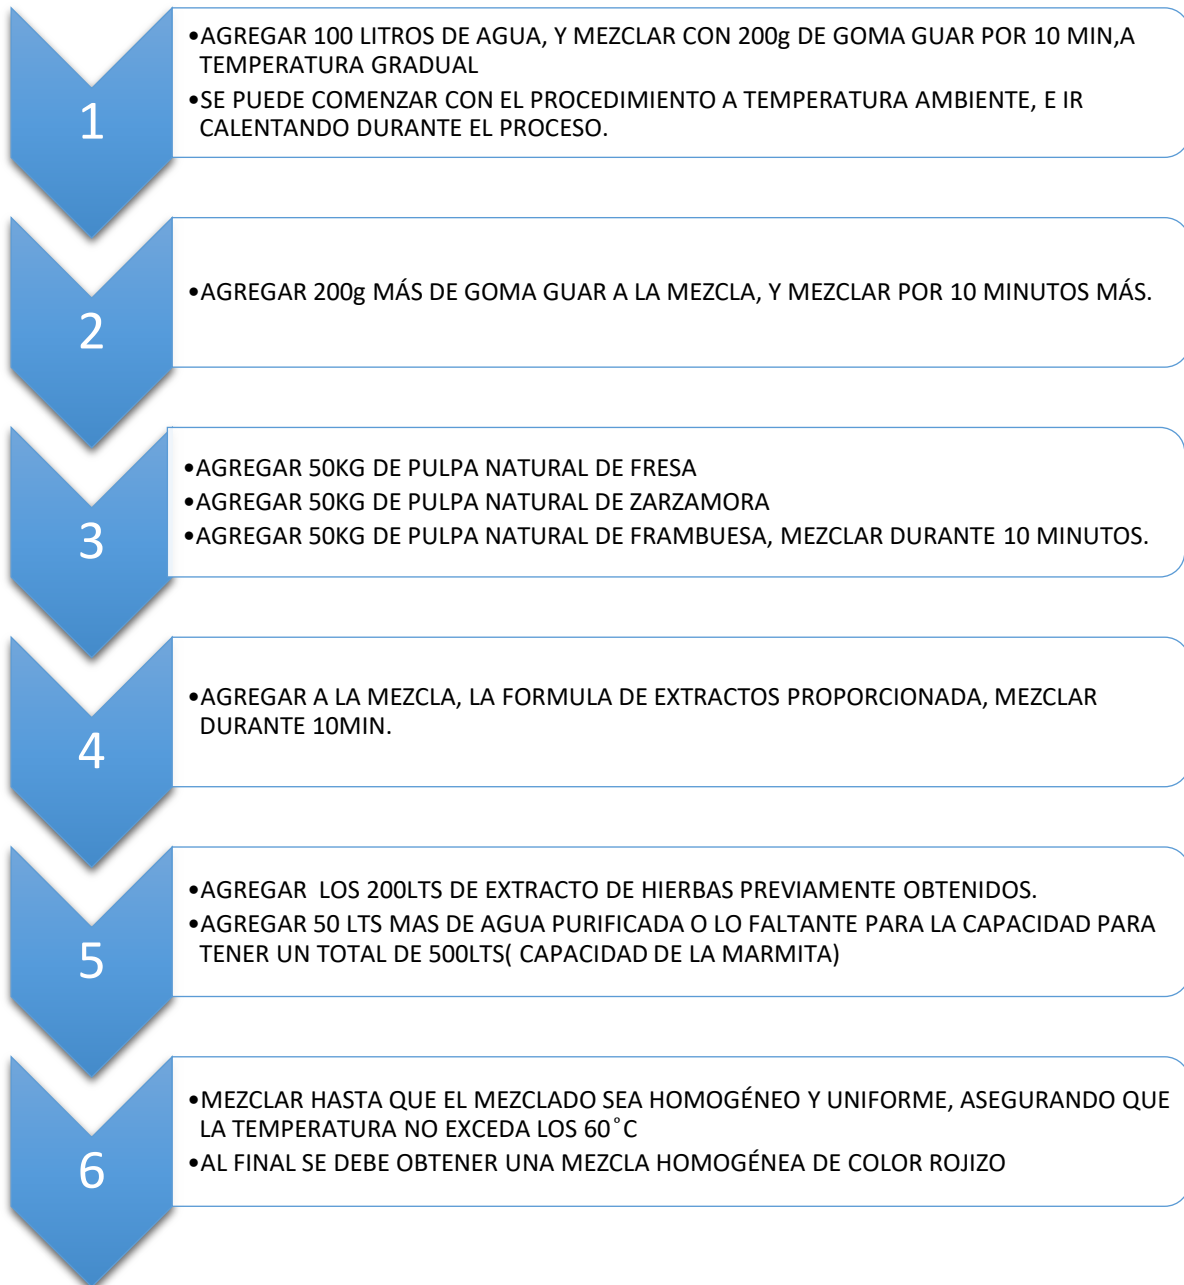 1
•AGREGAR 100 LITROS DE AGUA, Y MEZCLAR CON 200g DE GOMA GUAR POR 10 MIN,A
TEMPERATURA GRADUAL
•SE PUEDE COMENZAR CON EL PROCEDIMIENTO A TEMPERATURA AMBIENTE, E IR
CALENTANDO DURANTE EL PROCESO.
2
•AGREGAR 200g MÁS DE GOMA GUAR A LA MEZCLA, Y MEZCLAR POR 10 MINUTOS MÁS.
3
•AGREGAR 50KG DE PULPA NATURAL DE FRESA
•AGREGAR 50KG DE PULPA NATURAL DE ZARZAMORA
•AGREGAR 50KG DE PULPA NATURAL DE FRAMBUESA, MEZCLAR DURANTE 10 MINUTOS.
4
•AGREGAR A LA MEZCLA, LA FORMULA DE EXTRACTOS PROPORCIONADA, MEZCLAR
DURANTE 10MIN.
5
•AGREGAR  LOS 200LTS DE EXTRACTO DE HIERBAS PREVIAMENTE OBTENIDOS.
•AGREGAR 50 LTS MAS DE AGUA PURIFICADA O LO FALTANTE PARA LA CAPACIDAD PARA
TENER UN TOTAL DE 500LTS( CAPACIDAD DE LA MARMITA)
6
•MEZCLAR HASTA QUE EL MEZCLADO SEA HOMOGÉNEO Y UNIFORME, ASEGURANDO QUE
LA TEMPERATURA NO EXCEDA LOS 60°C
•AL FINAL SE DEBE OBTENER UNA MEZCLA HOMOGÉNEA DE COLOR ROJIZO